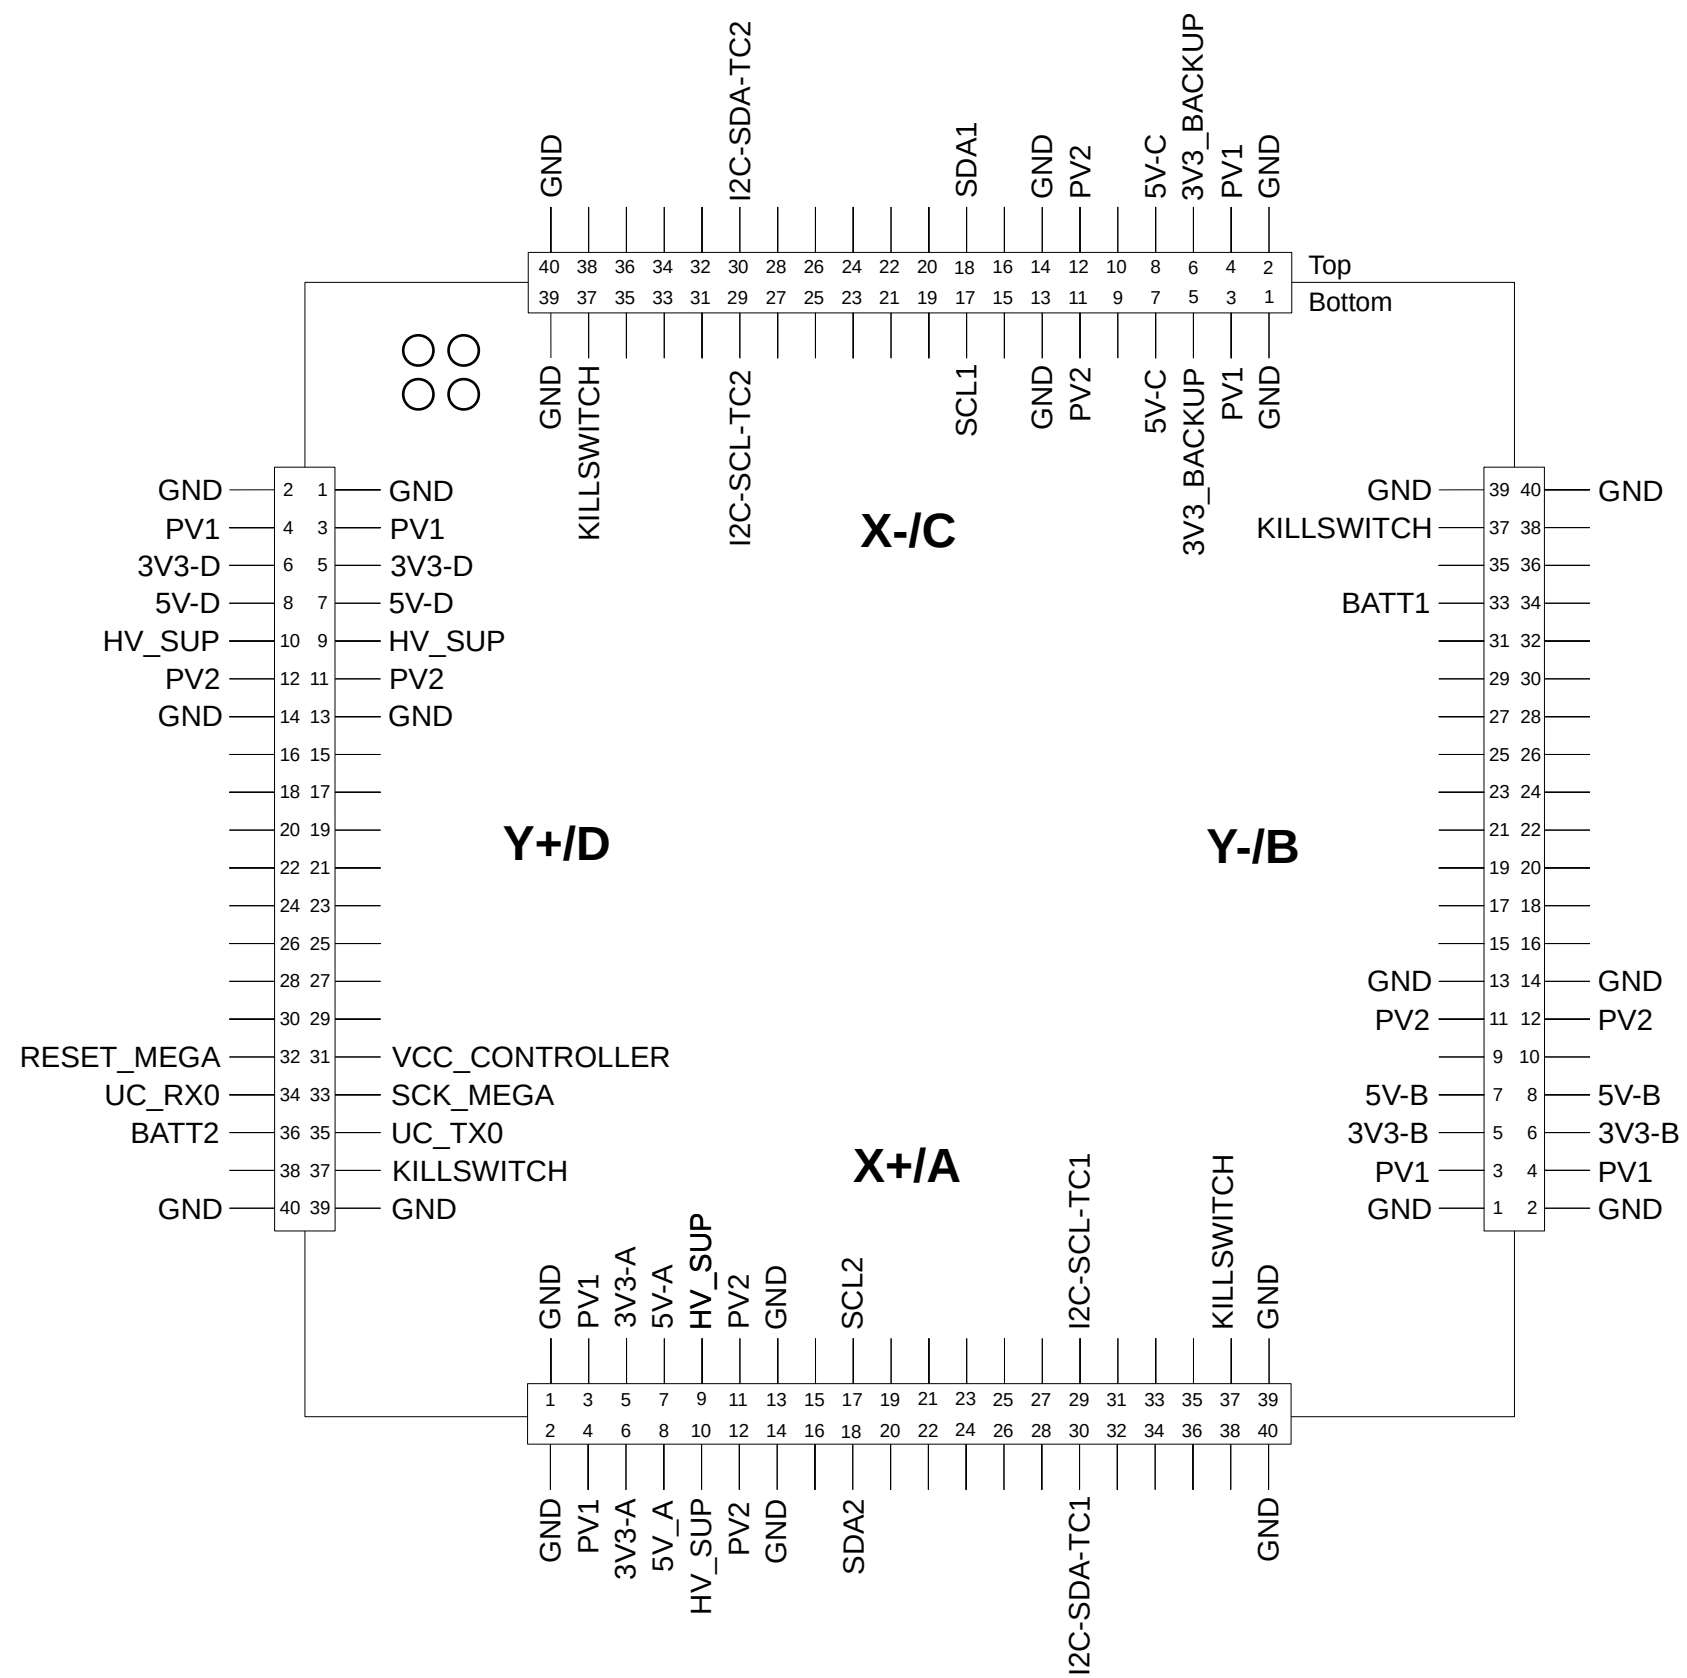 GND I2C-SDA-TC2 SDA1 GND PV2 5V-C 3V3_BACKUP PV1 GND
40 38 36 34 32 30 28 26 24 22 20 18 16 14 12 10 8 6 4 2 Top
39 37 35 33 31 29 27 25 23 21 19 17 15 13 11 9 7 5 3 1 Bottom
GND KILLSWITCH I2C-SCL-TC2 SCL1 GND PV2 5V-C 3V3_BACKUP PV1 GND
X-/C
GND 2 1 GND
PV1 4 3 PV1
3V3-D 6 5 3V3-D
5V-D 8 7 5V-D
HV_SUP 10 9 HV_SUP
PV2 12 11 PV2
GND 14 13 GND
16 15
18 17
20 19
22 21
24 23
26 25
28 27
30 29
RESET_MEGA 32 31 VCC_CONTROLLER
UC_RX0 34 33 SCK_MEGA
BATT2 36 35 UC_TX0
38 37 KILLSWITCH
GND 40 39 GND
Y+/D
Y-/B
GND 39 40 GND
KILLSWITCH 37 38
35 36
BATT1 33 34
31 32
29 30
27 28
25 26
23 24
21 22
19 20
17 18
15 16
GND 13 14 GND
PV2 11 12 PV2
9 10
5V-B 7 8 5V-B
3V3-B 5 6 3V3-B
PV1 3 4 PV1
GND 1 2 GND
X+/A
GND PV1 3V3-A 5V-A HV_SUP PV2 GND SCL2 I2C-SCL-TC1 KILLSWITCH GND
1 3 5 7 9 11 13 15 17 19 21 23 25 27 29 31 33 35 37 39
2 4 6 8 10 12 14 16 18 20 22 24 26 28 30 32 34 36 38 40
GND PV1 3V3-A 5V_A HV_SUP PV2 GND SDA2 I2C-SDA-TC1 GND